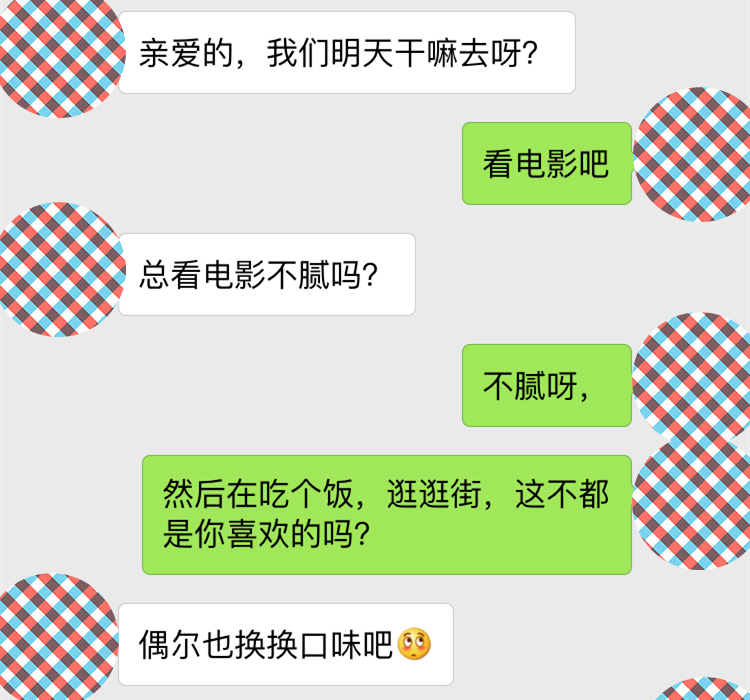 亲爱的，我们明天干嘛去呀？
看电影吧
总看电影不腻吗？
不腻呀，
然后在吃个饭，逛逛街，这不都
是你喜欢的吗？
偶尔也换换口味吧🙄